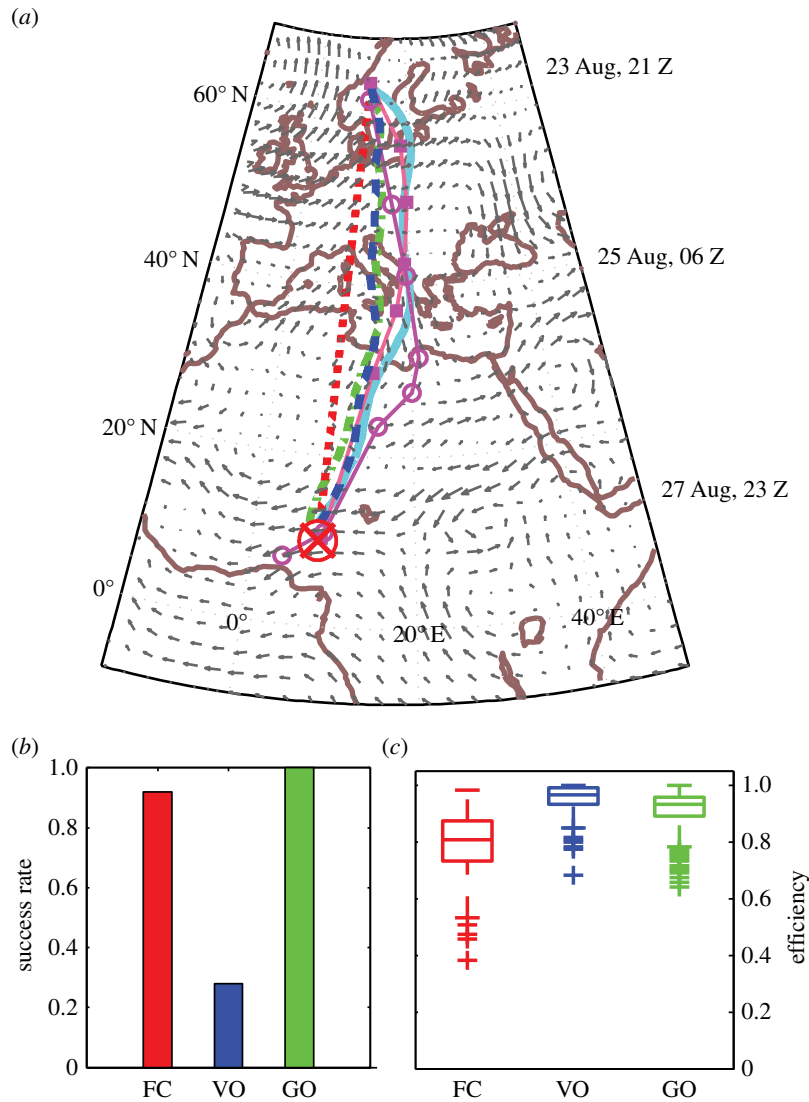 (a)
23 Aug, 21 Z
60° N
25 Aug, 06 Z
40° N
20° N
27 Aug, 23 Z
0°
0°
20° E
40° E
(b)
(c)
1.0
0.8
0.6
0.4
0.2
0
success rate
FC
VO
GO
1.0
0.8
0.6
0.4
0.2
0
efficiency
FC
VO
GO